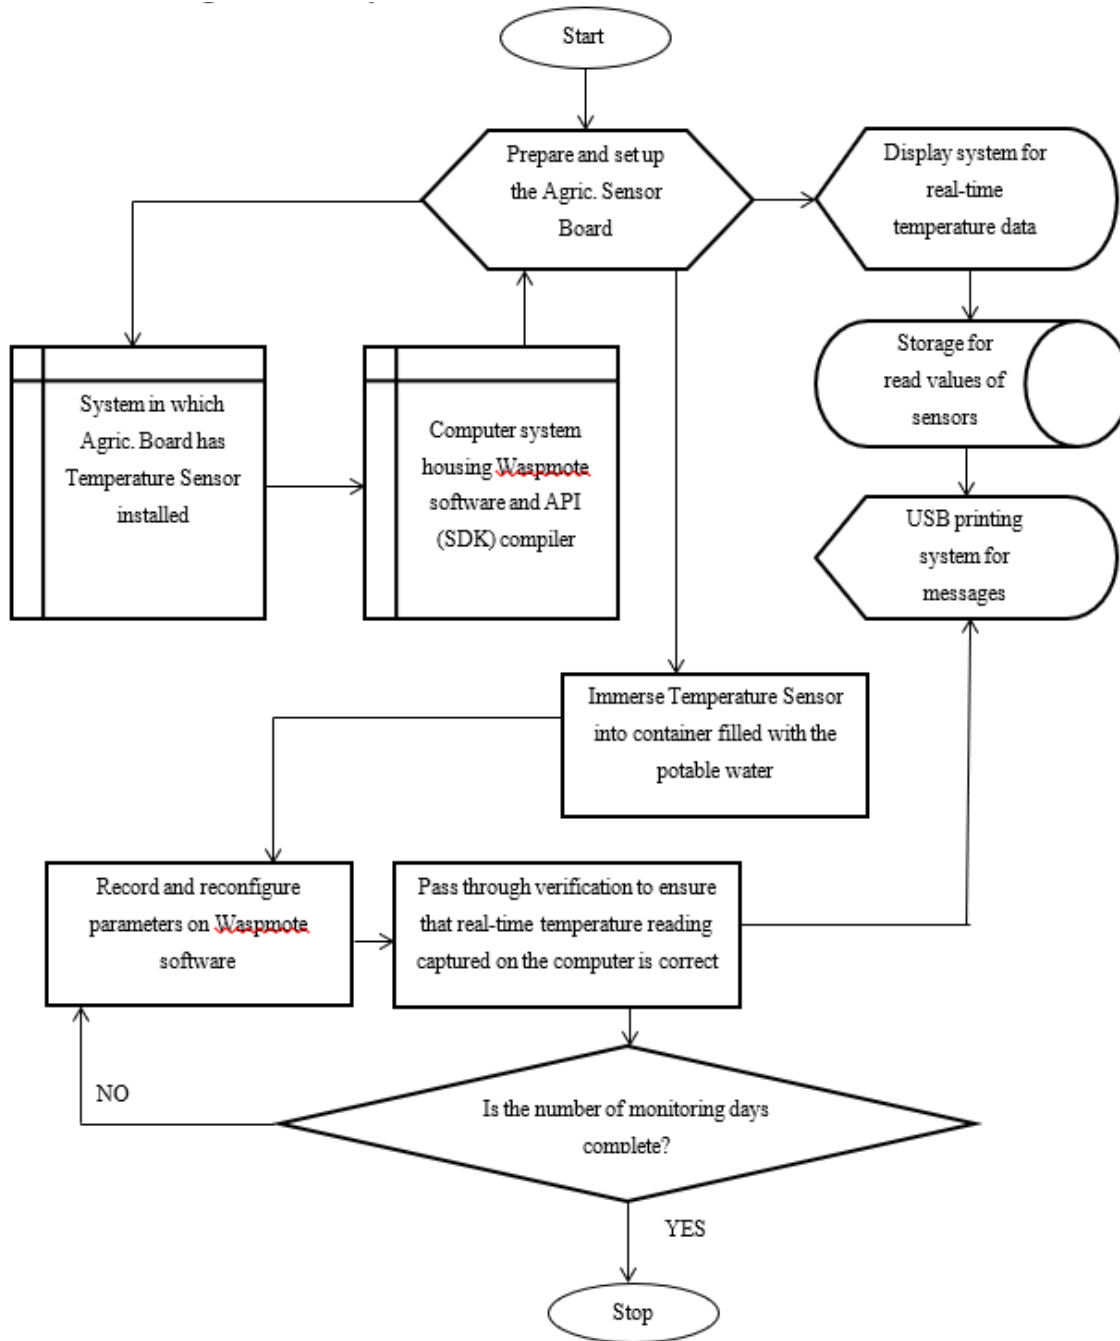 Start
Prepare and set up
the Agric. Sensor
Board
Display system for
real-time
temperature data
Storage for
read values of
sensors
System in which
Agric. Board has
Temperature Sensor
installed
Computer system
housing Waspmote
software and API
(SDK) compiler
USB printing
system for
messages
Immerse Temperature Sensor
into container filled with the
potable water
Record and reconfigure
parameters on Waspmote
software
Pass through verification to ensure
that real-time temperature reading
captured on the computer is correct
NO
Is the number of monitoring days
complete?
YES
Stop